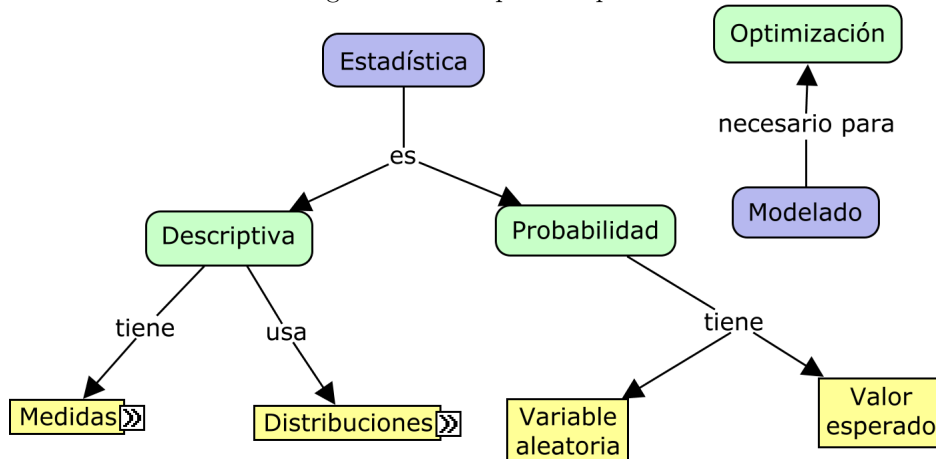 Optimización
Estadística
necesario para
es
Modelado
Descriptiva
Probabilidad
tiene
usa
tiene
Medidas
Distribuciones
Variable
aleatoria
Valor
esperado